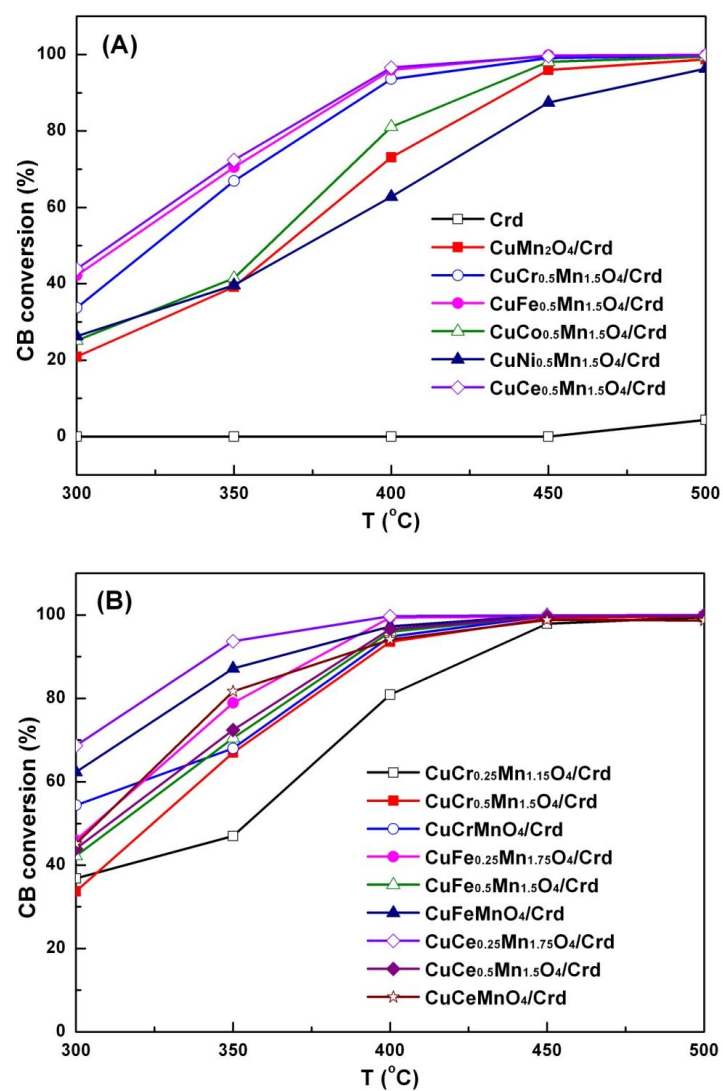 (A)
100
80
60
40
20
0
CB conversion (%)
Crd
CuMn₂O₄/Crd
CuCr₀.₅Mn₁.₅O₄/Crd
CuFe₀.₅Mn₁.₅O₄/Crd
CuCo₀.₅Mn₁.₅O₄/Crd
CuNi₀.₅Mn₁.₅O₄/Crd
CuCe₀.₅Mn₁.₅O₄/Crd
300 350 400 450 500
T (°C)
(B)
100
80
60
40
20
0
CB conversion (%)
CuCr₀.₂₅Mn₁.₁₅O₄/Crd
CuCr₀.₅Mn₁.₅O₄/Crd
CuCrMnO₄/Crd
CuFe₀.₂₅Mn₁.₇₅O₄/Crd
CuFe₀.₅Mn₁.₅O₄/Crd
CuFeMnO₄/Crd
CuCe₀.₂₅Mn₁.₇₅O₄/Crd
CuCe₀.₅Mn₁.₅O₄/Crd
CuCeMnO₄/Crd
300 350 400 450 500
T (°C)